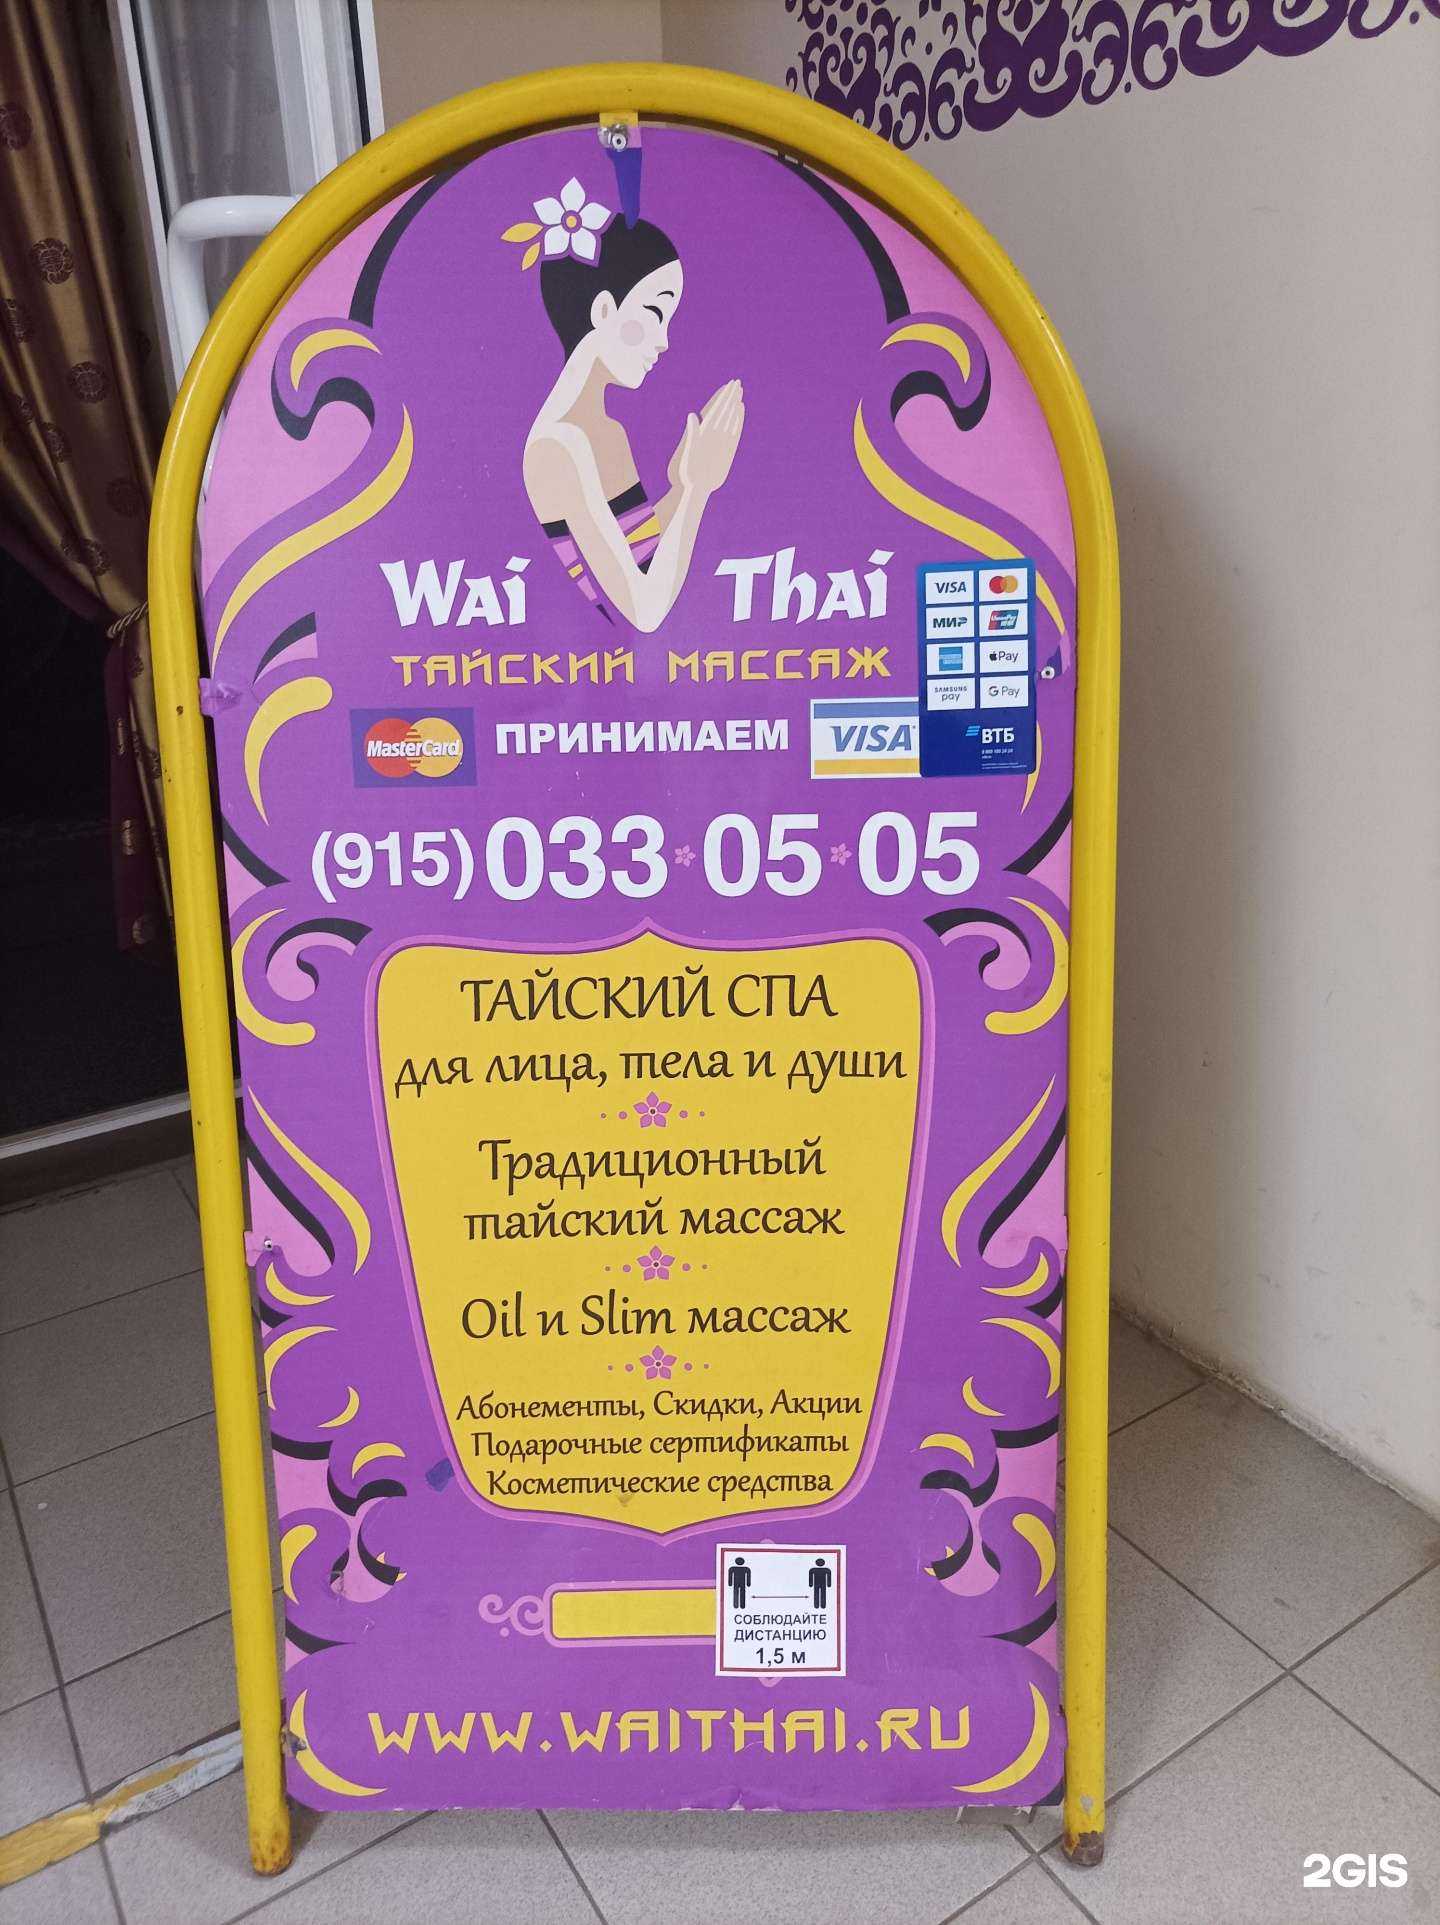 Wai Thai
ТАЙСКИЙ МАССАЖ
MasterCard ПРИНИМАЕМ VISA
VISA
МИР
UnionPay
Pay
SAMSUNG pay G Pay
ВТБ
(915) 033 05 05
ТАЙСКИЙ СПА
для лица, тела и души
Традиционный
тайский массаж
Oil и Slim массаж
Абонементы, Скидки, Акции
Подарочные сертификаты
Косметические средства
СОБЛЮДАЙТЕ
ДИСТАНЦИЮ
1,5 м
WWW.WAITHAI.RU
2GIS